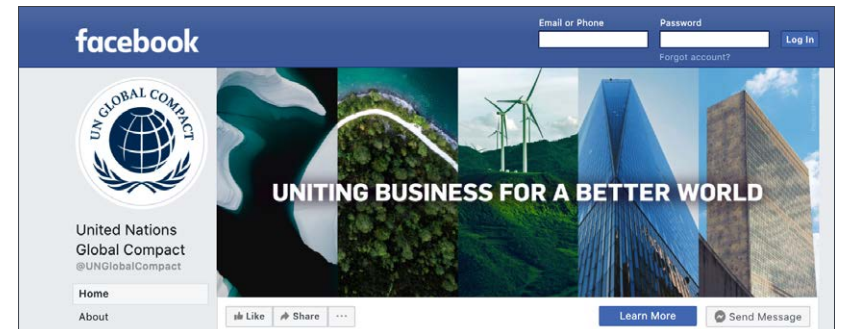 facebook
Email or Phone
Password
Log In
Forgot account?
UN GLOBAL COMPACT
UNITING BUSINESS FOR A BETTER WORLD
United Nations
Global Compact
@UNGlobalCompact
Home
About
Like
Share
...
Learn More
Send Message